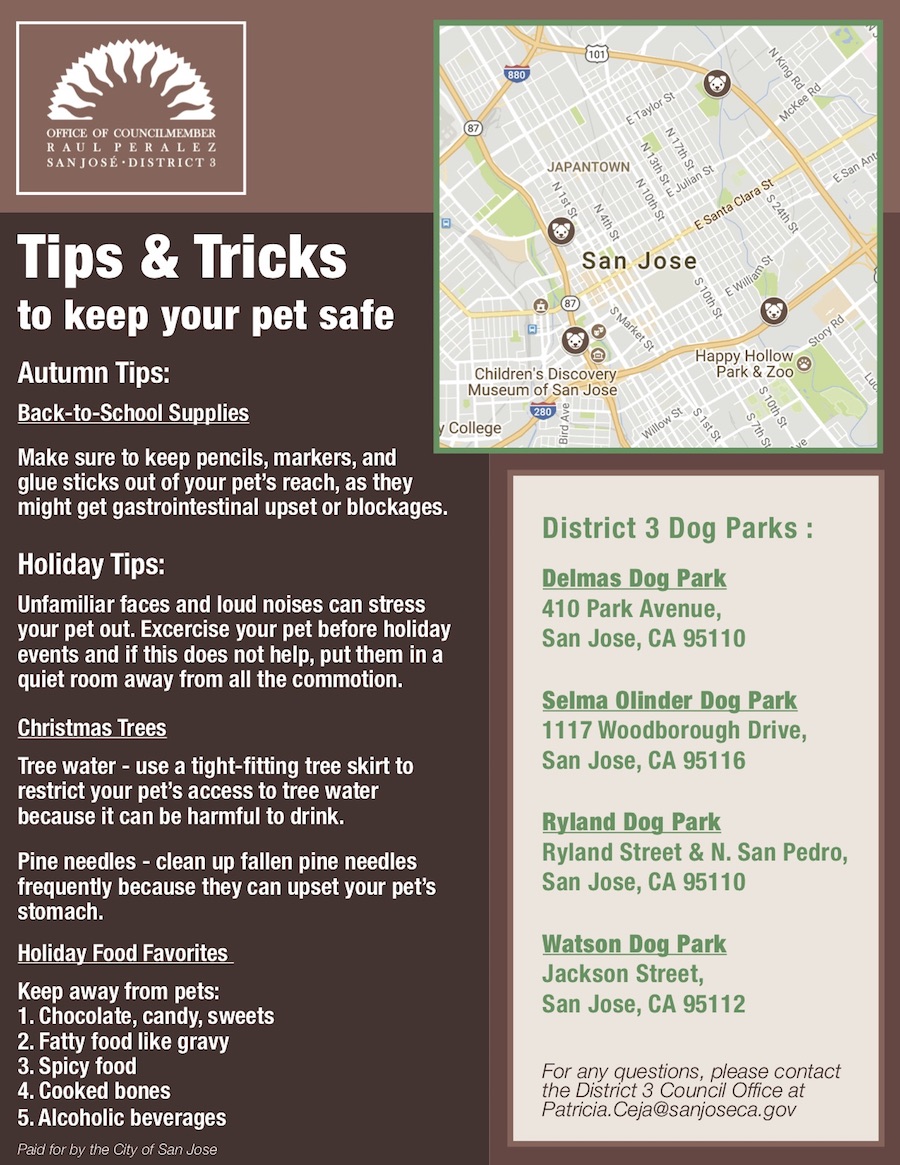 OFFICE OF COUNCILMEMBER
RAUL PERALEZ
SAN JOSÉ • DISTRICT 3
Tips & Tricks
to keep your pet safe
Autumn Tips:
Back-to-School Supplies
Make sure to keep pencils, markers, and
glue sticks out of your pet's reach, as they
might get gastrointestinal upset or blockages.
Holiday Tips:
Unfamiliar faces and loud noises can stress
your pet out. Excercise your pet before holiday
events and if this does not help, put them in a
quiet room away from all the commotion.
Christmas Trees
Tree water - use a tight-fitting tree skirt to
restrict your pet's access to tree water
because it can be harmful to drink.
Pine needles - clean up fallen pine needles
frequently because they can upset your pet's
stomach.
Holiday Food Favorites
Keep away from pets:
1. Chocolate, candy, sweets
2. Fatty food like gravy
3. Spicy food
4. Cooked bones
5. Alcoholic beverages
Paid for by the City of San Jose
101
880
N King Rd
McKee Rd
E Taylor St
87
N 17th St
N 13th St
JAPANTOWN
E Julian St
E San Ant
N 10th St
N 1st St
E Santa Clara St
N 4th St
S 24th St
San Jose
E William St
S 10th St
87
S Market St
Story Rd
Happy Hollow
Park & Zoo
Children's Discovery
Museum of San Jose
Luc
280
Bird Ave
Willow St
S 1st St
S 10th St
S 7th St
y College
District 3 Dog Parks :
Delmas Dog Park
410 Park Avenue,
San Jose, CA 95110
Selma Olinder Dog Park
1117 Woodborough Drive,
San Jose, CA 95116
Ryland Dog Park
Ryland Street & N. San Pedro,
San Jose, CA 95110
Watson Dog Park
Jackson Street,
San Jose, CA 95112
For any questions, please contact
the District 3 Council Office at
Patricia.Ceja@sanjoseca.gov